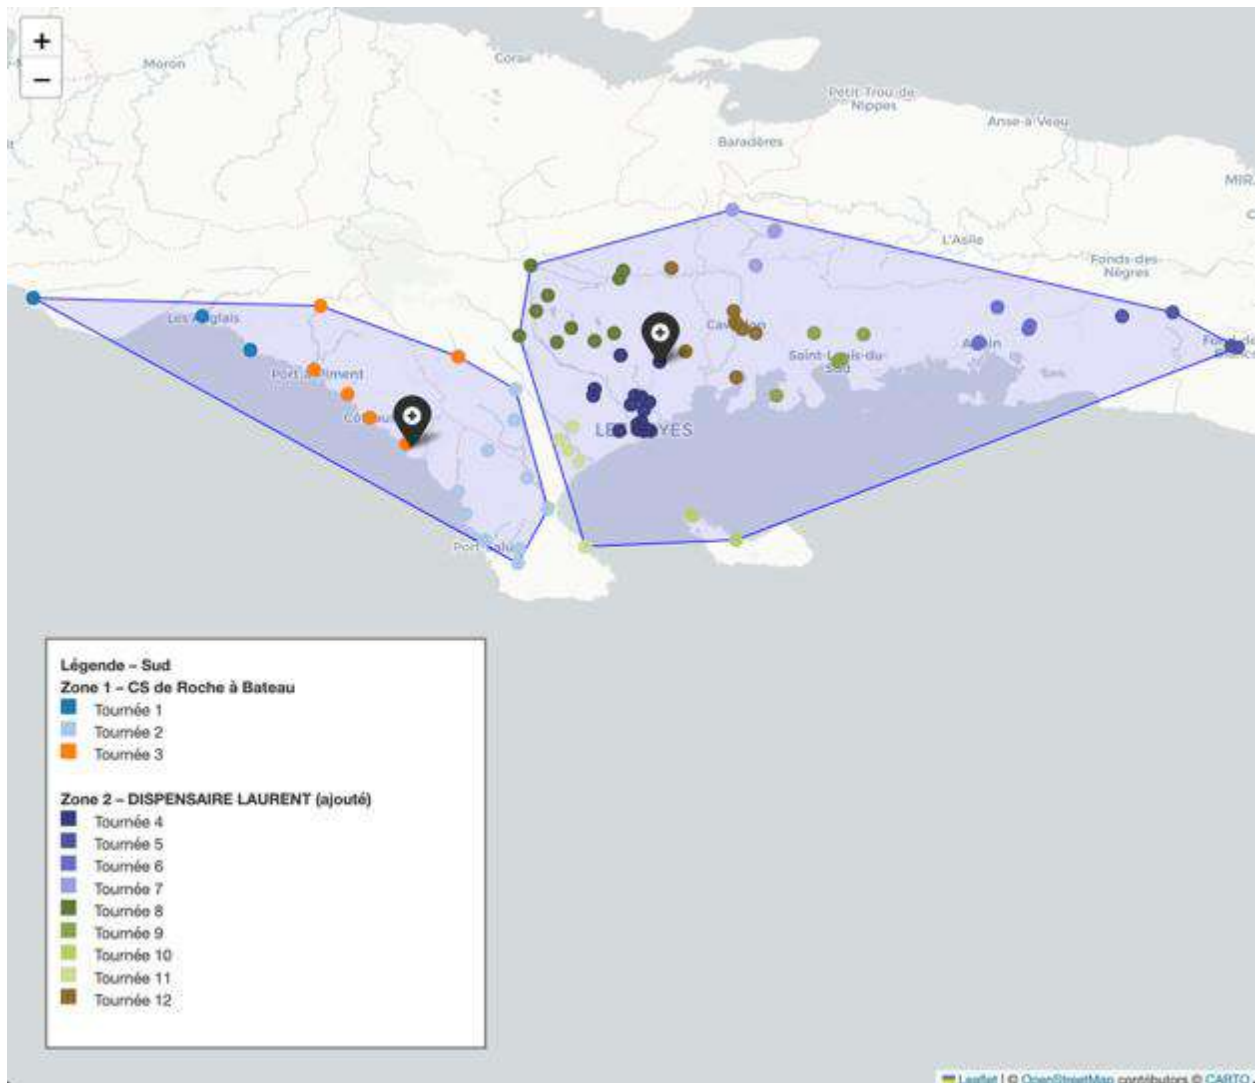 +
−
Moron
Corail
Petit-Trou-de-
Nippes
Anse-à-Veau
Baradères
MIR
L'Asile
Fonds-des-
Nègres
Les Anglais
Cavaillon
Saint-Louis-du-
Sud
Aquin
Port-à-Piment
Côteaux
LES CAYES
Port-Salut
Légende – Sud
Zone 1 – CS de Roche à Bateau
Tournée 1
Tournée 2
Tournée 3
Zone 2 – DISPENSAIRE LAURENT (ajouté)
Tournée 4
Tournée 5
Tournée 6
Tournée 7
Tournée 8
Tournée 9
Tournée 10
Tournée 11
Tournée 12
Leaflet | © OpenStreetMap contributors © CARTO